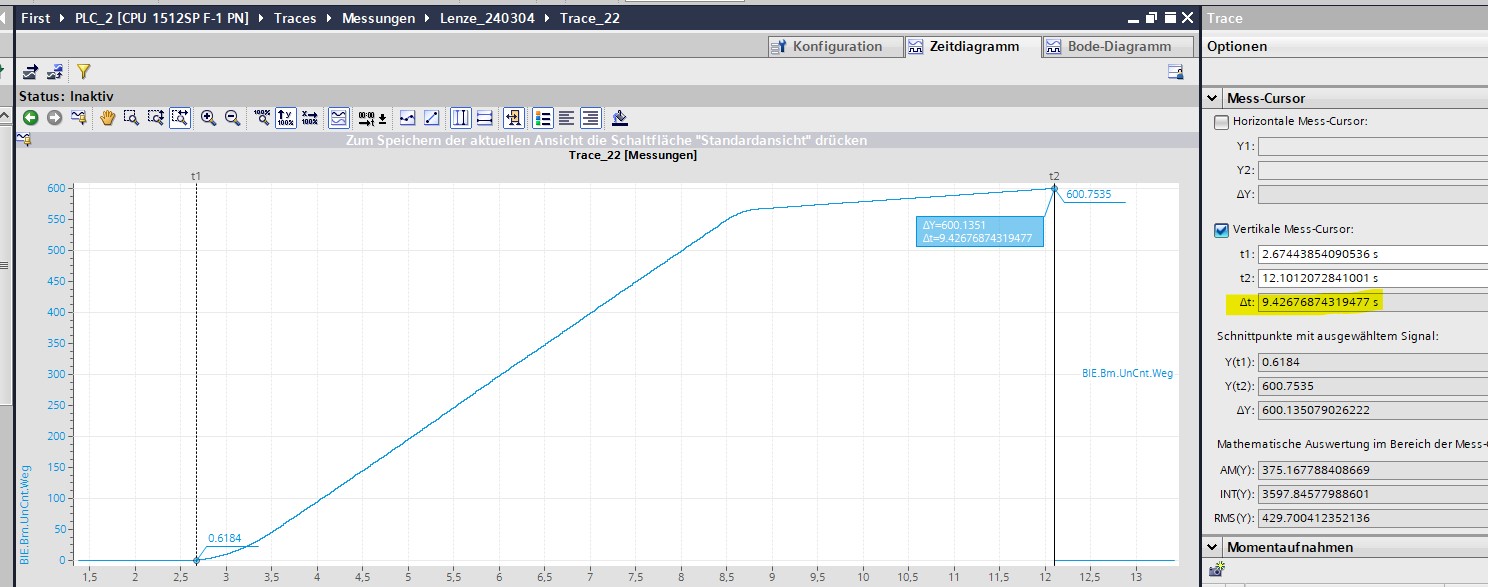 First PLC_2 [CPU 1512SP F-1 PN] Traces Messungen Lenze_240304 Trace_22
Konfiguration Zeitdiagramm Bode-Diagramm
Status: Inaktiv
Zum Speichern der aktuellen Ansicht die Schaltfläche "Standardansicht" drücken
Trace_22 [Messungen]
t1 t2
600
550
500
450
400
350
300
250
200
150
100
50
0
BIE.Bm.UnCnt.Weg
0.6184
600.7535
ΔY=600.1351
Δt=9.42676874319477
BIE.Bm.UnCnt.Weg
1,5 2 2,5 3 3,5 4 4,5 5 5,5 6 6,5 7 7,5 8 8,5 9 9,5 10 10,5 11 11,5 12 12,5 13
Trace
Optionen
Mess-Cursor
Horizontale Mess-Cursor:
Y1:
Y2:
ΔY:
Vertikale Mess-Cursor:
t1: 2.67443854090536 s
t2: 12.1012072841001 s
Δt: 9.42676874319477 s
Schnittpunkte mit ausgewähltem Signal:
Y(t1): 0.6184
Y(t2): 600.7535
ΔY: 600.135079026222
Mathematische Auswertung im Bereich der Mess-
AM(Y): 375.167788408669
INT(Y): 3597.84577988601
RMS(Y): 429.700412352136
Momentaufnahmen